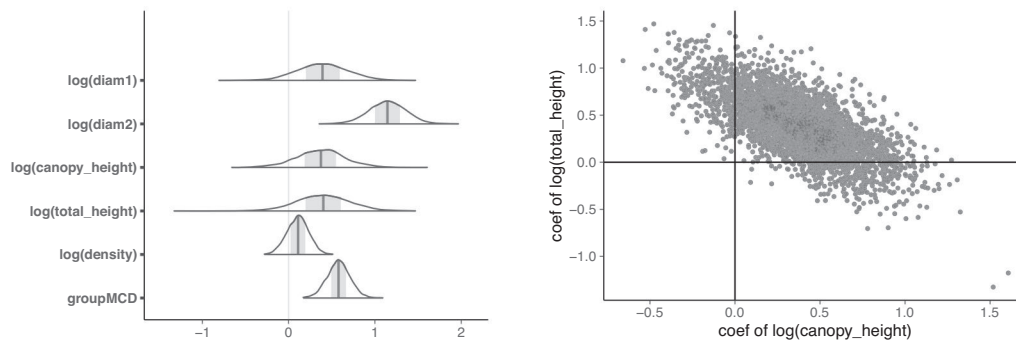 log(diam1)
log(diam2)
log(canopy_height)
log(total_height)
log(density)
groupMCD
−1 0 1 2
coef of log(total_height)
1.5
1.0
0.5
0.0
−0.5
−1.0
−0.5 0.0 0.5 1.0 1.5
coef of log(canopy_height)